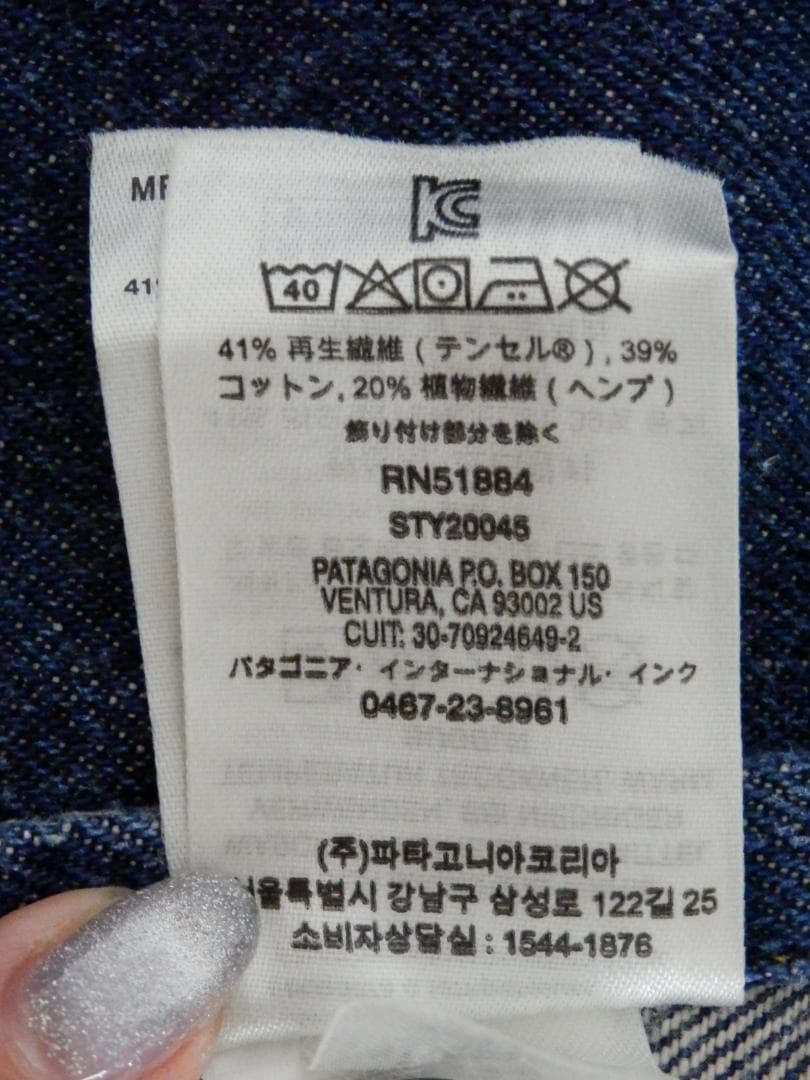 MF
41
KC
40
41% 再生繊維 ( テンセル® ) , 39%
コットン, 20% 植物繊維 ( ヘンプ )
飾り付け部分を除く
RN51884
STY20045
PATAGONIA P.O. BOX 150
VENTURA, CA 93002 US
CUIT: 30-70924649-2
パタゴニア・インターナショナル・インク
0467-23-8961
(주)파타고니아코리아
서울특별시 강남구 삼성로 122길 25
소비자상담실 : 1544-1876